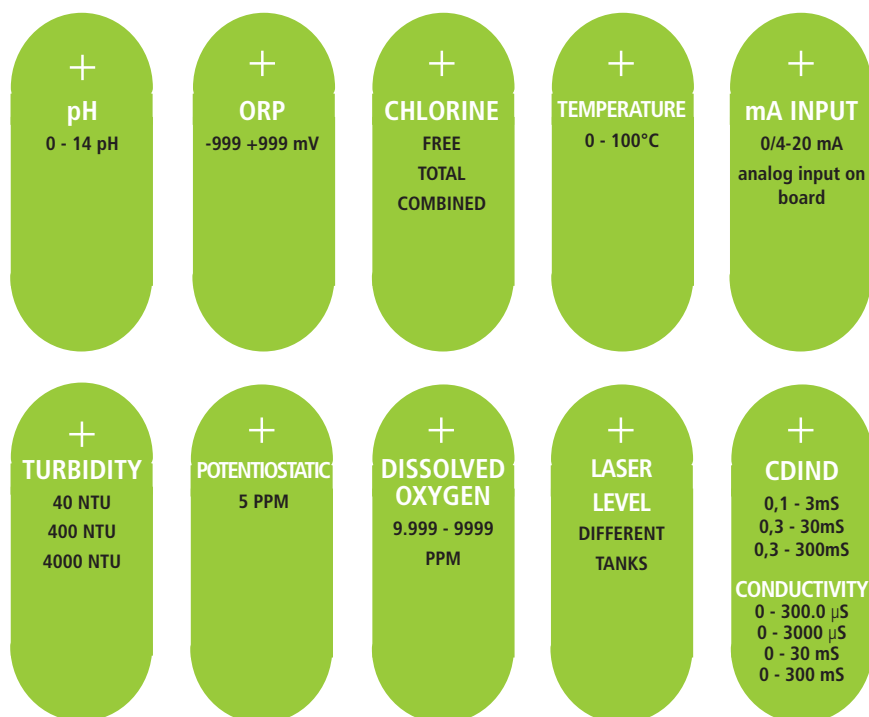 +
pH
0 - 14 pH
+
ORP
-999 +999 mV
+
CHLORINE
FREE
TOTAL
COMBINED
+
TEMPERATURE
0 - 100°C
+
mA INPUT
0/4-20 mA
analog input on
board
+
TURBIDITY
40 NTU
400 NTU
4000 NTU
+
POTENTIOSTATIC
5 PPM
+
DISSOLVED
OXYGEN
9.999 - 9999
PPM
+
LASER
LEVEL
DIFFERENT
TANKS
+
CDIND
0,1 - 3mS
0,3 - 30mS
0,3 - 300mS
CONDUCTIVITY
0 - 300.0 µS
0 - 3000 µS
0 - 30 mS
0 - 300 mS